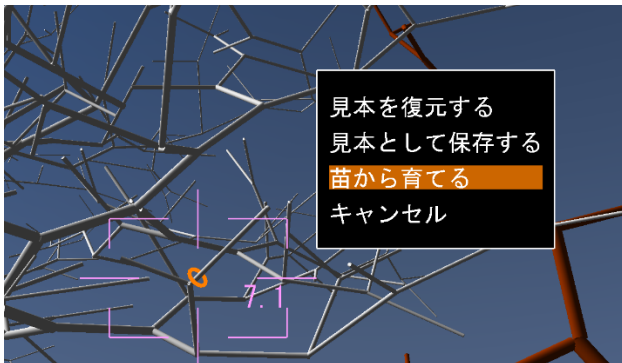 見本を復元する
見本として保存する
苗から育てる
キャンセル
7.1